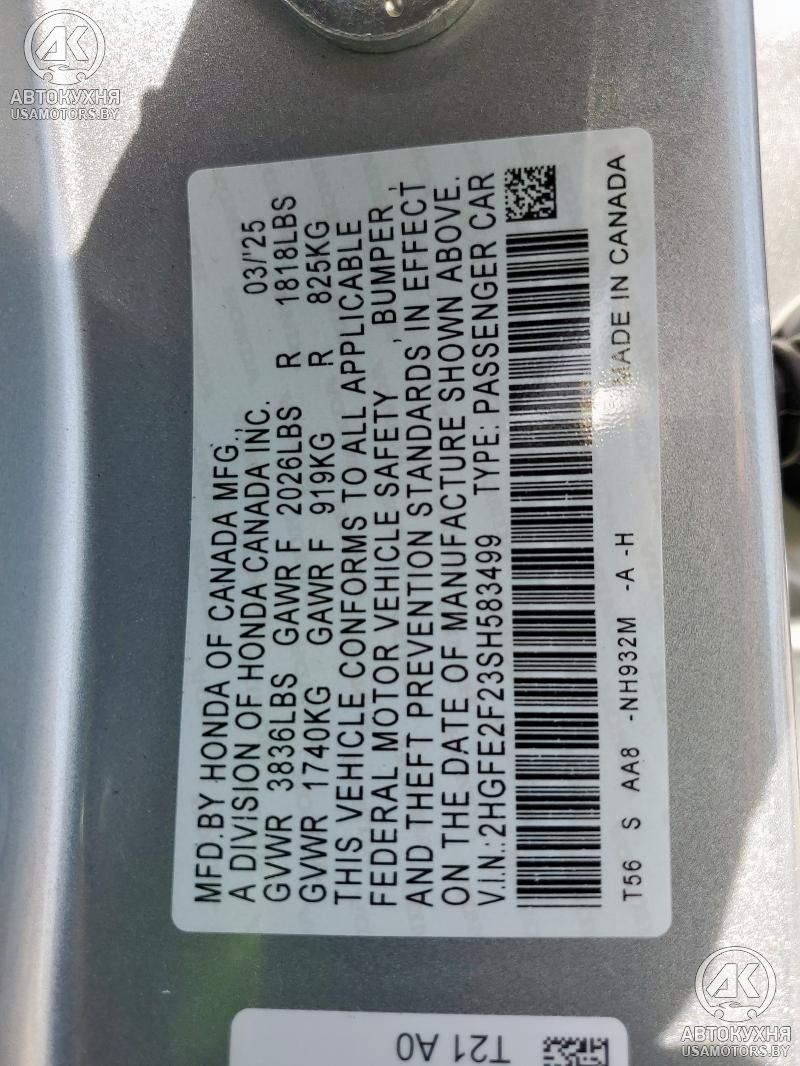 АК
АВТОКУХНЯ
USAMOTORS.BY
MFD.BY HONDA OF CANADA MFG.,
A DIVISION OF HONDA CANADA INC. 03/'25
GVWR 3836LBS GAWR F 2026LBS R 1818LBS
GVWR 1740KG GAWR F 919KG R 825KG
THIS VEHICLE CONFORMS TO ALL APPLICABLE
FEDERAL MOTOR VEHICLE SAFETY , BUMPER,
AND THEFT PREVENTION STANDARDS IN EFFECT
ON THE DATE OF MANUFACTURE SHOWN ABOVE.
V.I.N.:2HGFE2F23SH583499 TYPE: PASSENGER CAR
T56 S AA8 -NH932M -A -H MADE IN CANADA
T21 A0
АК
АВТОКУХНЯ
USAMOTORS.BY